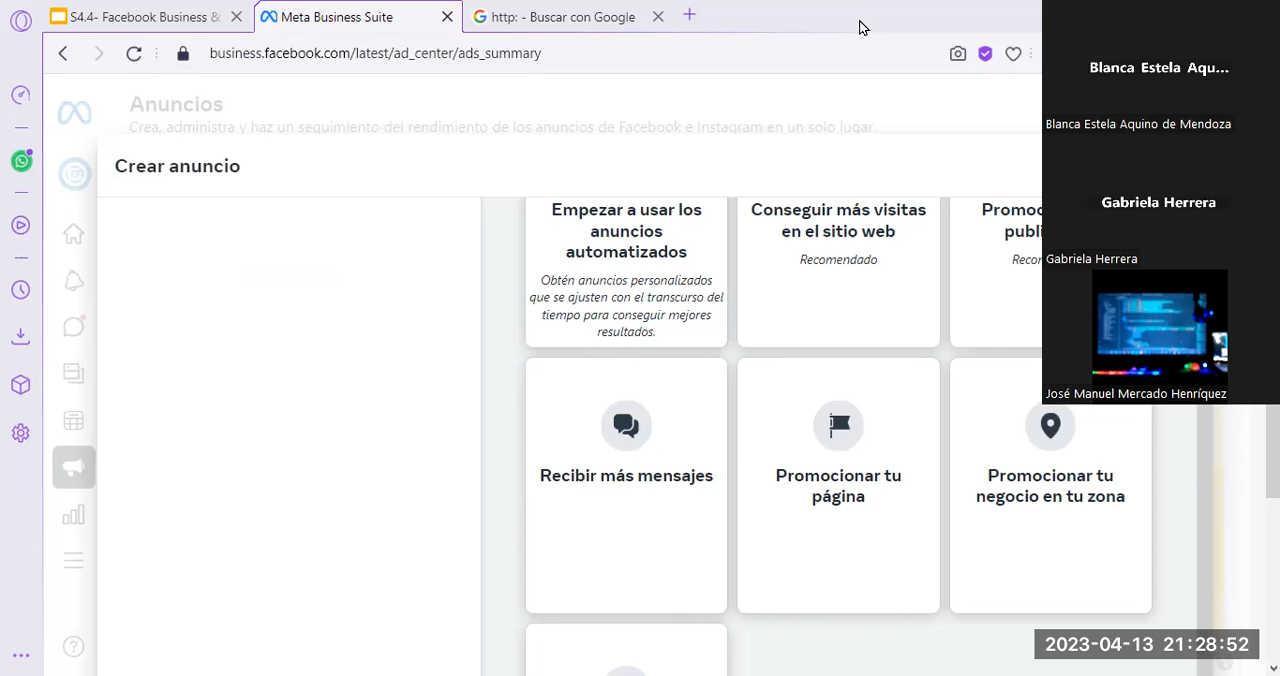 S4.4- Facebook Business &
Meta Business Suite
http: - Buscar con Google
business.facebook.com/latest/ad_center/ads_summary
Anuncios
Crea, administra y haz un seguimiento del rendimiento de los anuncios de Facebook e Instagram en un solo lugar.
Crear anuncio
Empezar a usar los
anuncios
automatizados
Obtén anuncios personalizados
que se ajusten con el transcurso del
tiempo para conseguir mejores
resultados.
Conseguir más visitas
en el sitio web
Recomendado
Recibir más mensajes
Promocionar tu
página
Promocionar tu
negocio en tu zona
Blanca Estela Aqu...
Blanca Estela Aquino de Mendoza
Gabriela Herrera
Gabriela Herrera
José Manuel Mercado Henríquez
2023-04-13 21:28:52